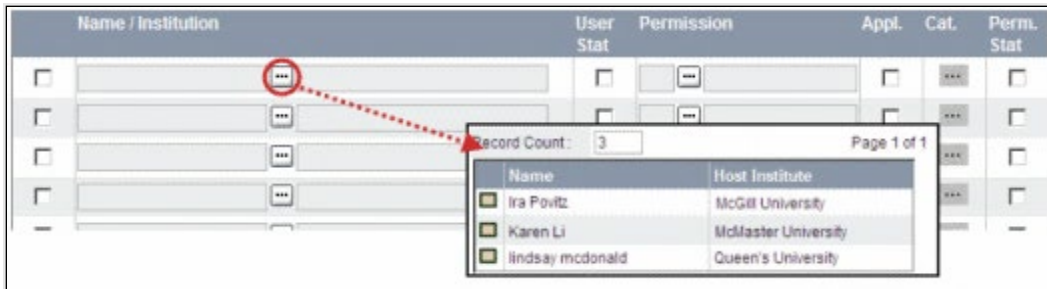 Name / Institution User Permission Appl. Cat. Perm.
Stat Stat
Record Count: 3 Page 1 of 1
Name Host Institute
Ira Povitz McGill University
Karen Li McMaster University
lindsay mcdonald Queen's University